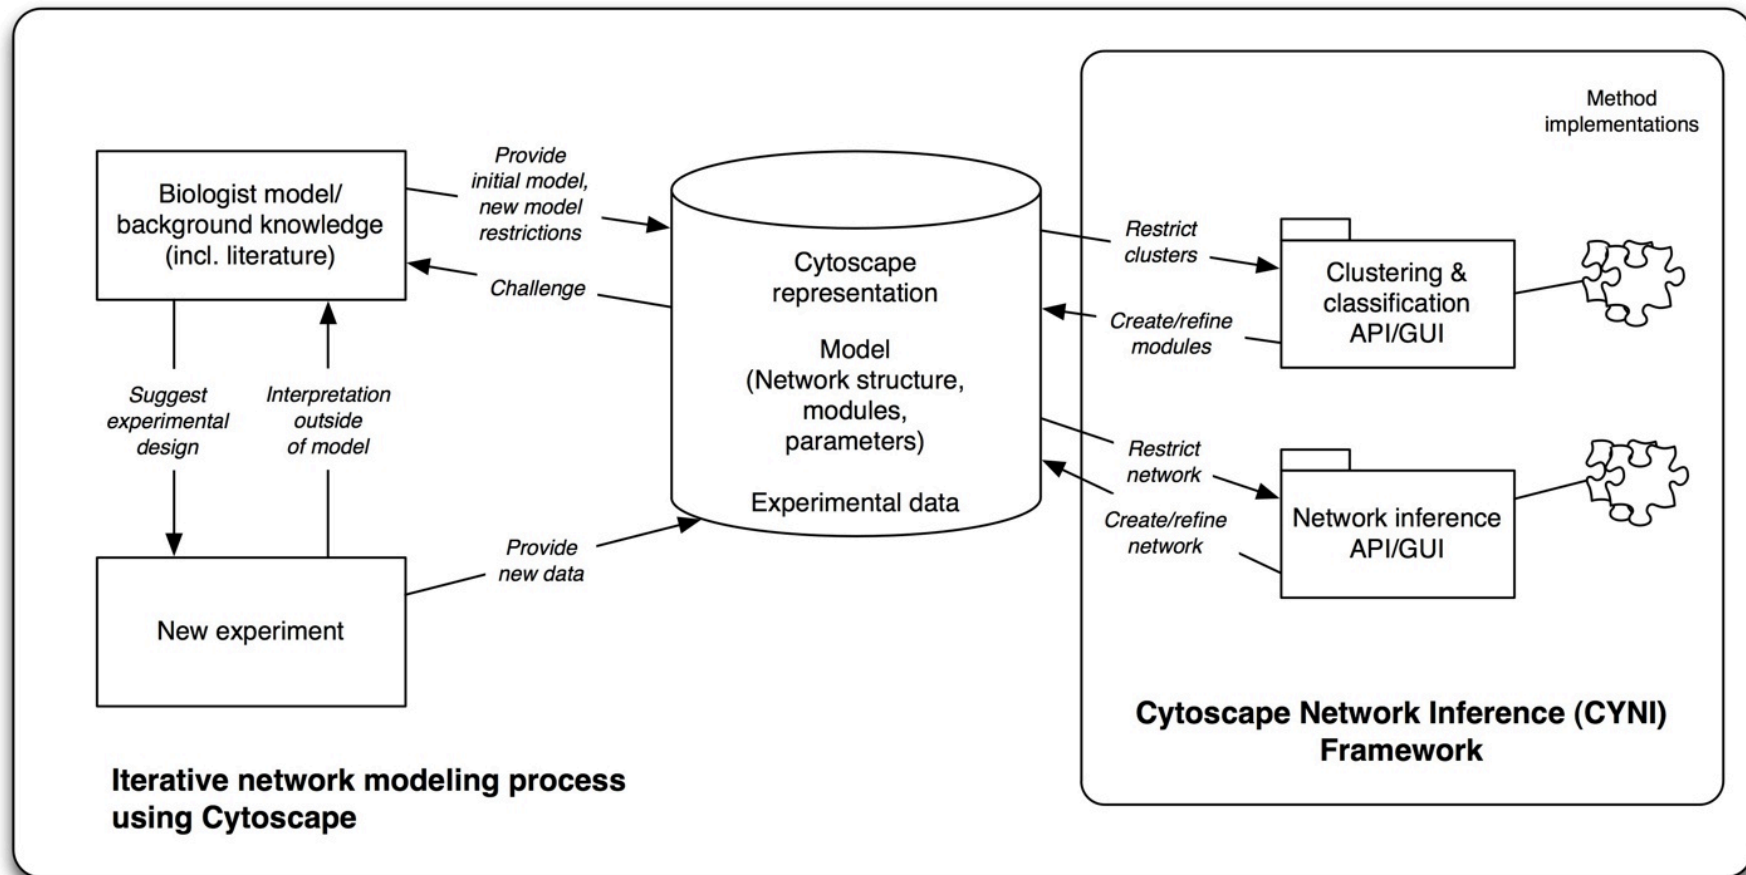 Method
implementations
Biologist model/
background knowledge
(incl. literature)
Provide
initial model,
new model
restrictions
Challenge
Suggest
experimental
design
Interpretation
outside
of model
New experiment
Provide
new data
Cytoscape
representation
Model
(Network structure,
modules,
parameters)
Experimental data
Restrict
clusters
Create/refine
modules
Clustering &
classification
API/GUI
Restrict
network
Create/refine
network
Network inference
API/GUI
Cytoscape Network Inference (CYNI)
Framework
Iterative network modeling process
using Cytoscape